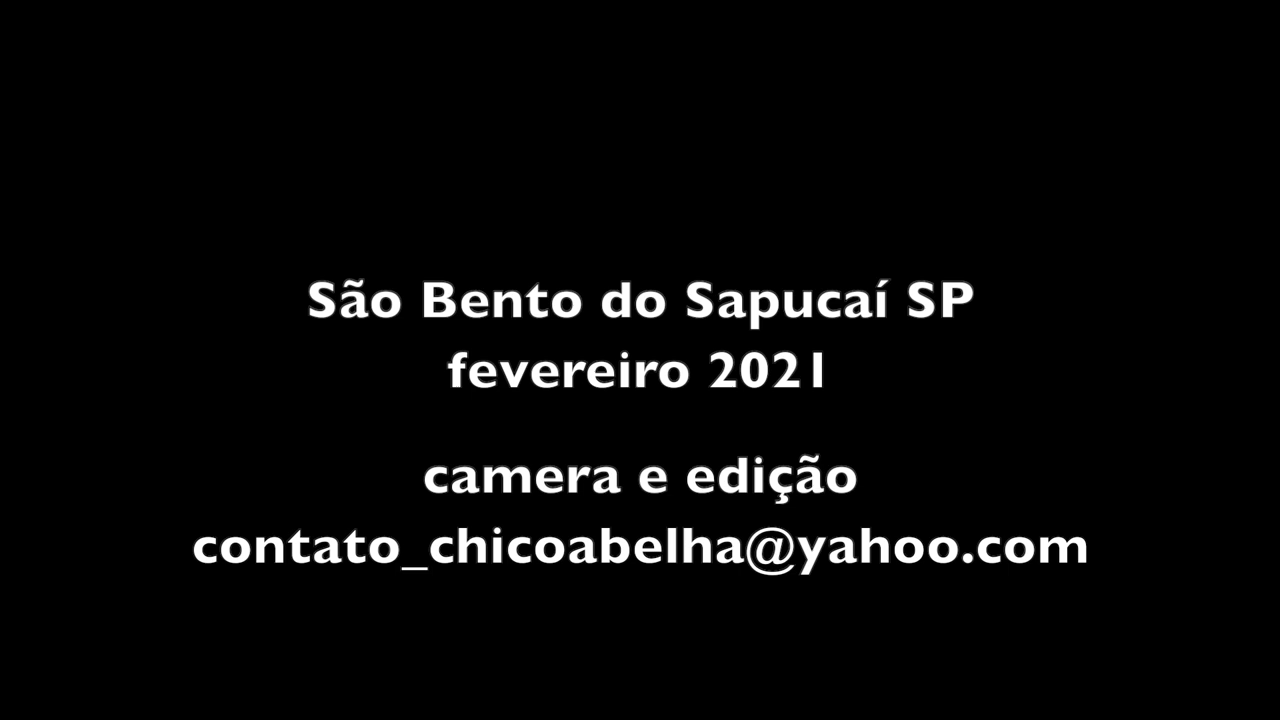 São Bento do Sapucaí SP
fevereiro 2021
camera e edição
contato_chicoabelha@yahoo.com